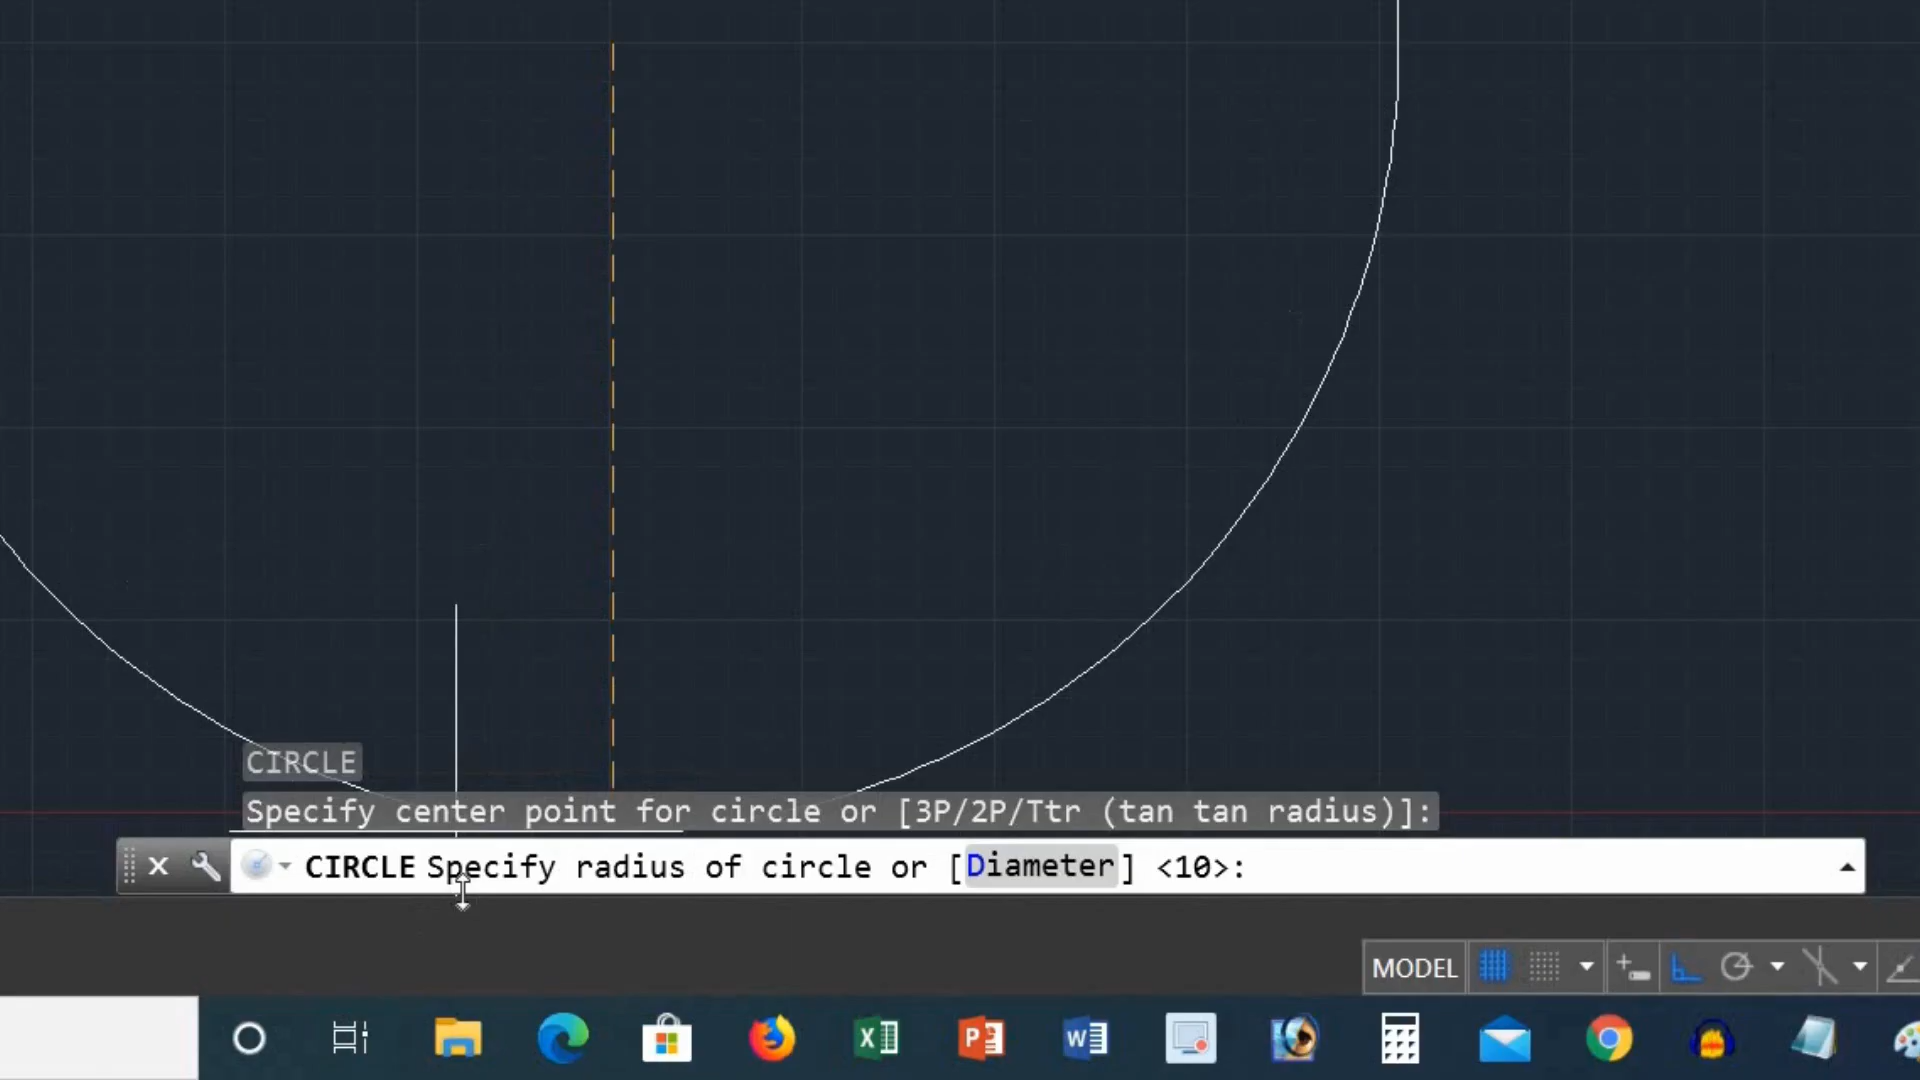 CIRCLE
Specify center point for circle or [3P/2P/Ttr (tan tan radius)]:
CIRCLE Specify radius of circle or [Diameter] <10>:
MODEL